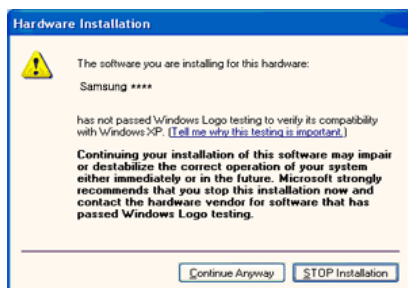 Hardware Installation
The software you are installing for this hardware:
Samsung ****
has not passed Windows Logo testing to verify its compatibility
with Windows XP. (Tell me why this testing is important.)
Continuing your installation of this software may impair
or destabilize the correct operation of your system
either immediately or in the future. Microsoft strongly
recommends that you stop this installation now and
contact the hardware vendor for software that has
passed Windows Logo testing.
Continue Anyway
STOP Installation